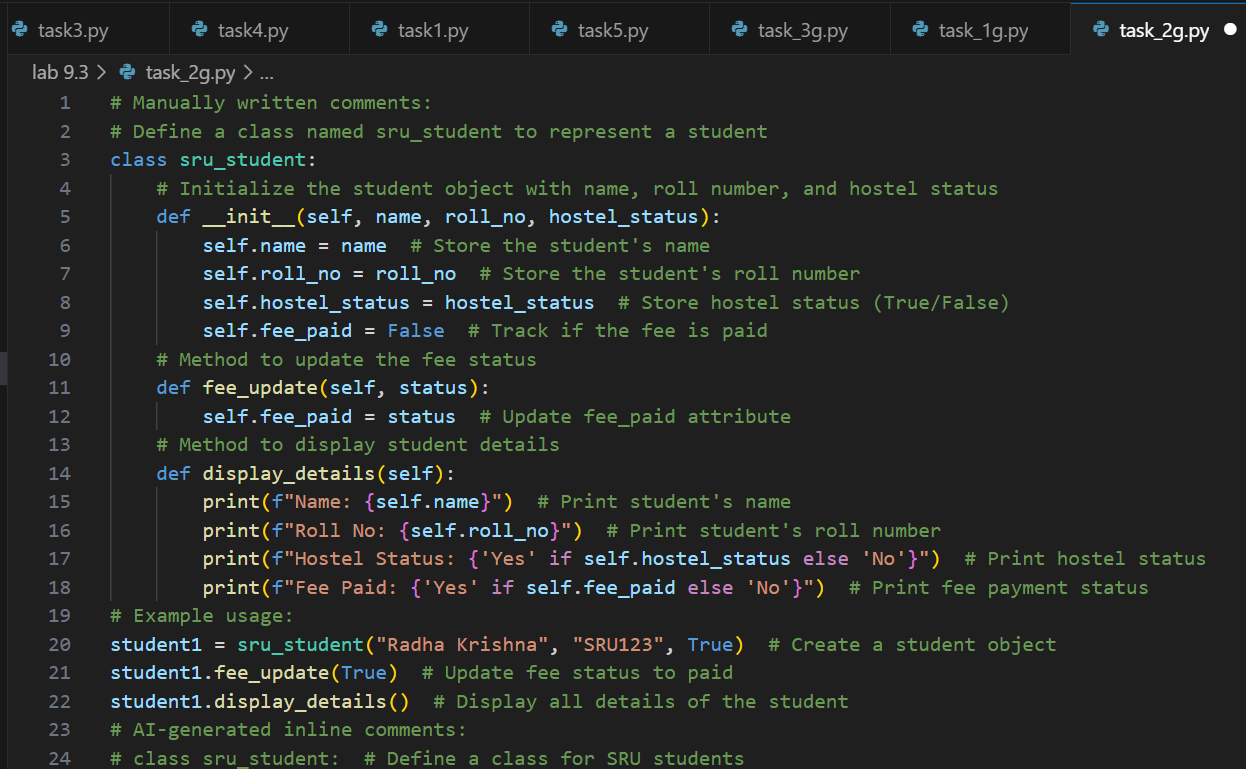 task3.py task4.py task1.py task5.py task_3g.py task_1g.py task_2g.py
lab 9.3 > task_2g.py > ...
1 # Manually written comments:
2 # Define a class named sru_student to represent a student
3 class sru_student:
4     # Initialize the student object with name, roll number, and hostel status
5     def __init__(self, name, roll_no, hostel_status):
6         self.name = name  # Store the student's name
7         self.roll_no = roll_no  # Store the student's roll number
8         self.hostel_status = hostel_status  # Store hostel status (True/False)
9         self.fee_paid = False  # Track if the fee is paid
10     # Method to update the fee status
11     def fee_update(self, status):
12         self.fee_paid = status  # Update fee_paid attribute
13     # Method to display student details
14     def display_details(self):
15         print(f"Name: {self.name}")  # Print student's name
16         print(f"Roll No: {self.roll_no}")  # Print student's roll number
17         print(f"Hostel Status: {'Yes' if self.hostel_status else 'No'}")  # Print hostel status
18         print(f"Fee Paid: {'Yes' if self.fee_paid else 'No'}")  # Print fee payment status
19 # Example usage:
20 student1 = sru_student("Radha Krishna", "SRU123", True)  # Create a student object
21 student1.fee_update(True)  # Update fee status to paid
22 student1.display_details()  # Display all details of the student
23 # AI-generated inline comments:
24 # class sru_student:  # Define a class for SRU students